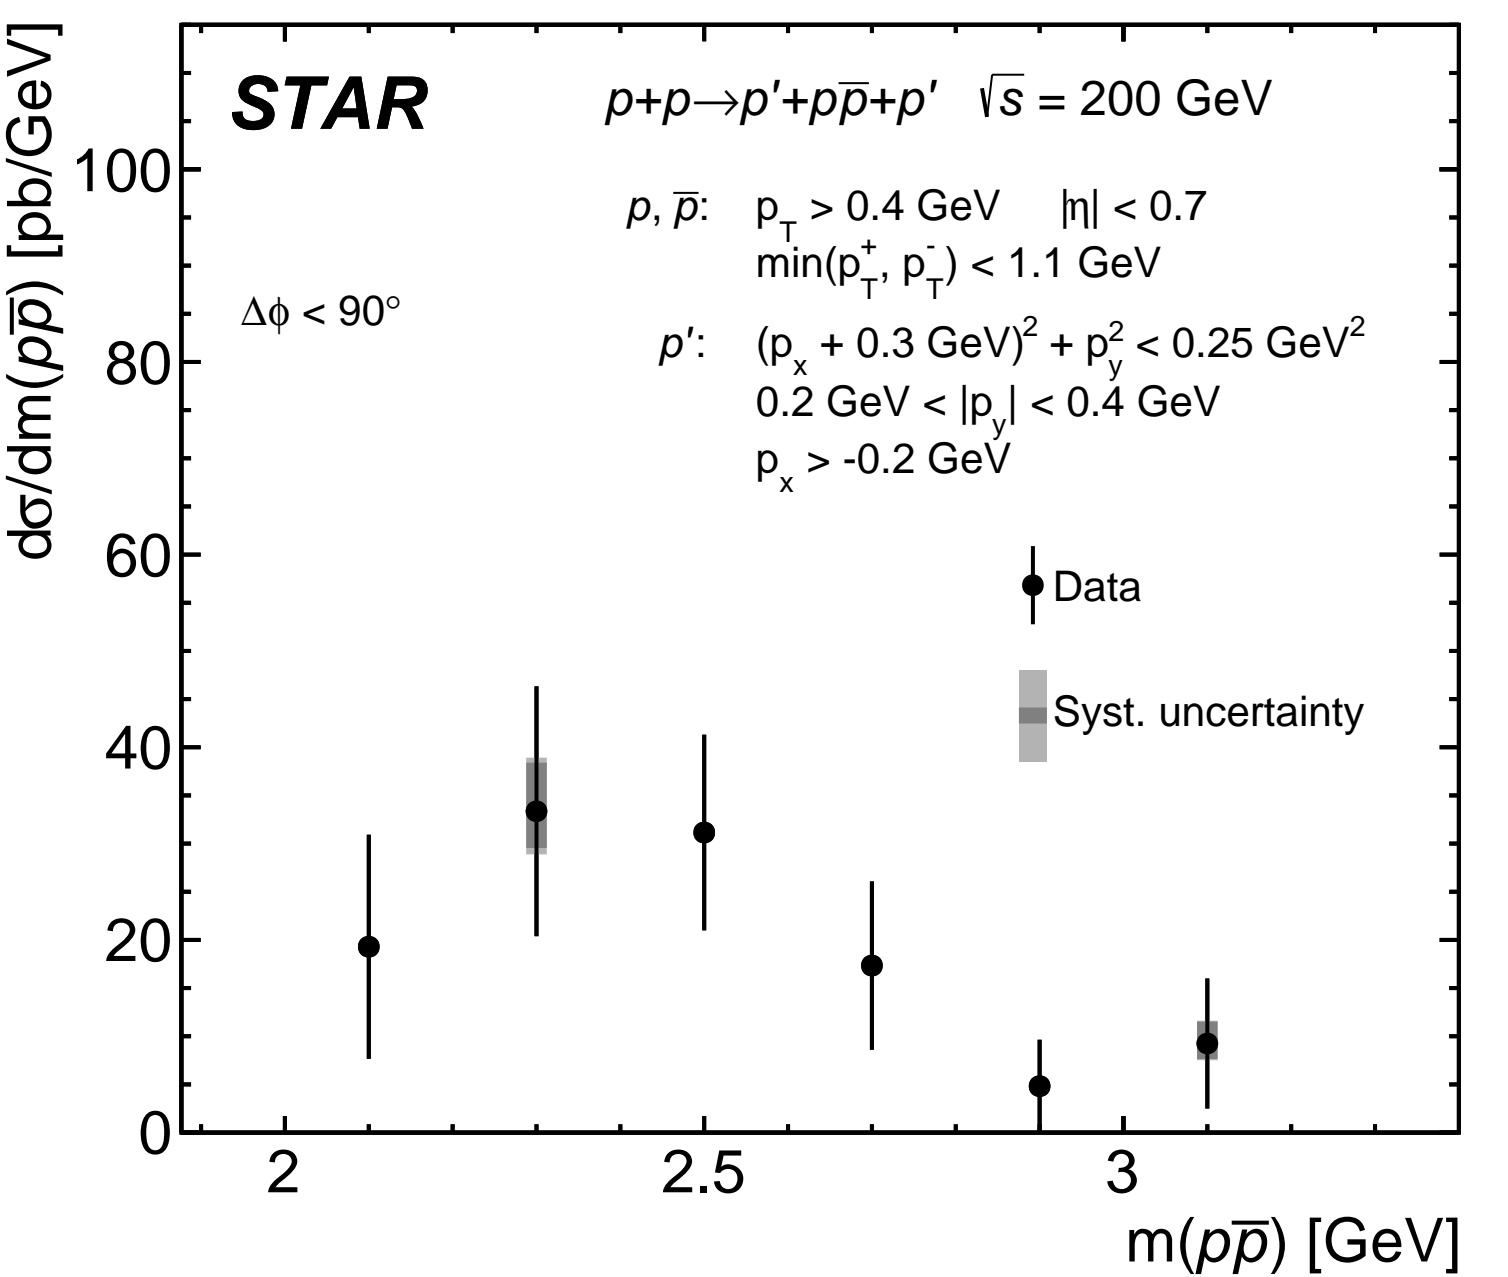 dσ/dm(pp̅) [pb/GeV]
STAR
p+p→p′+pp̅+p′ √s = 200 GeV
p, p̅: p_T > 0.4 GeV |η| < 0.7
min(p_T^+, p_T^-) < 1.1 GeV
Δϕ < 90°
p′: (p_x + 0.3 GeV)² + p_y² < 0.25 GeV²
0.2 GeV < |p_y| < 0.4 GeV
p_x > -0.2 GeV
Data
Syst. uncertainty
100
80
60
40
20
0
2 2.5 3
m(pp̅) [GeV]